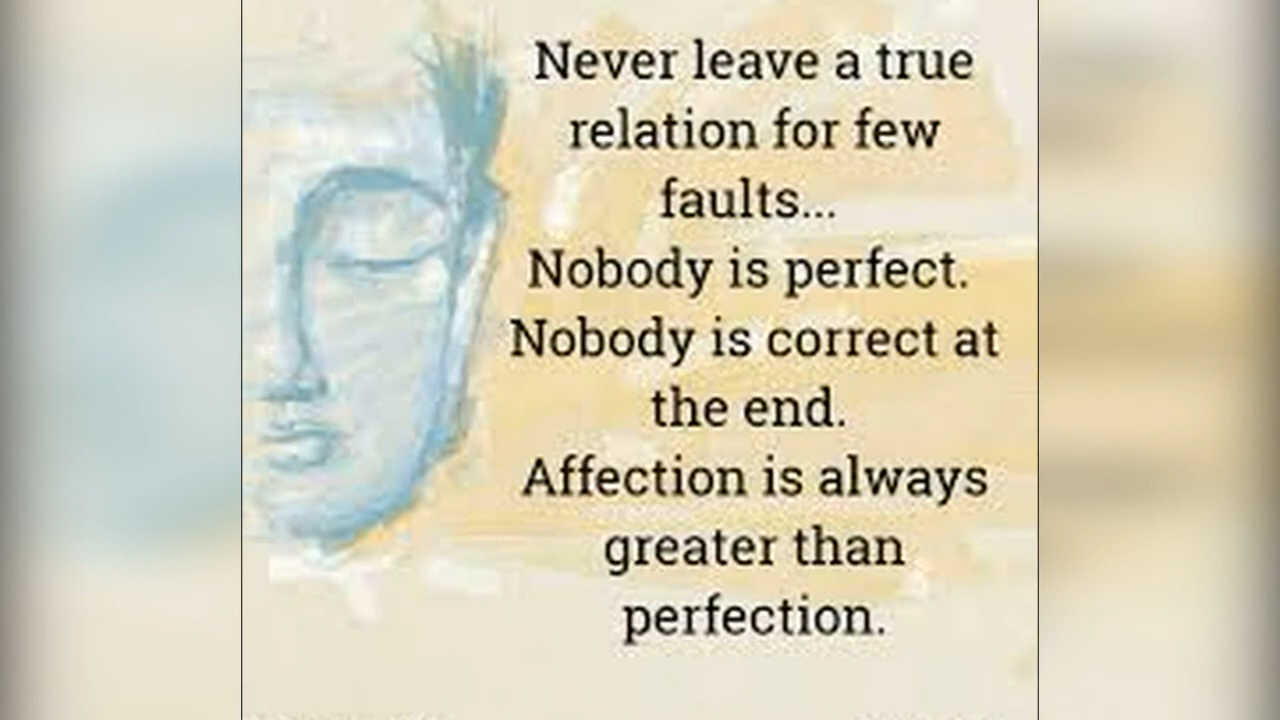 Never leave a true
relation for few
faults...
Nobody is perfect.
Nobody is correct at
the end.
Affection is always
greater than
perfection.